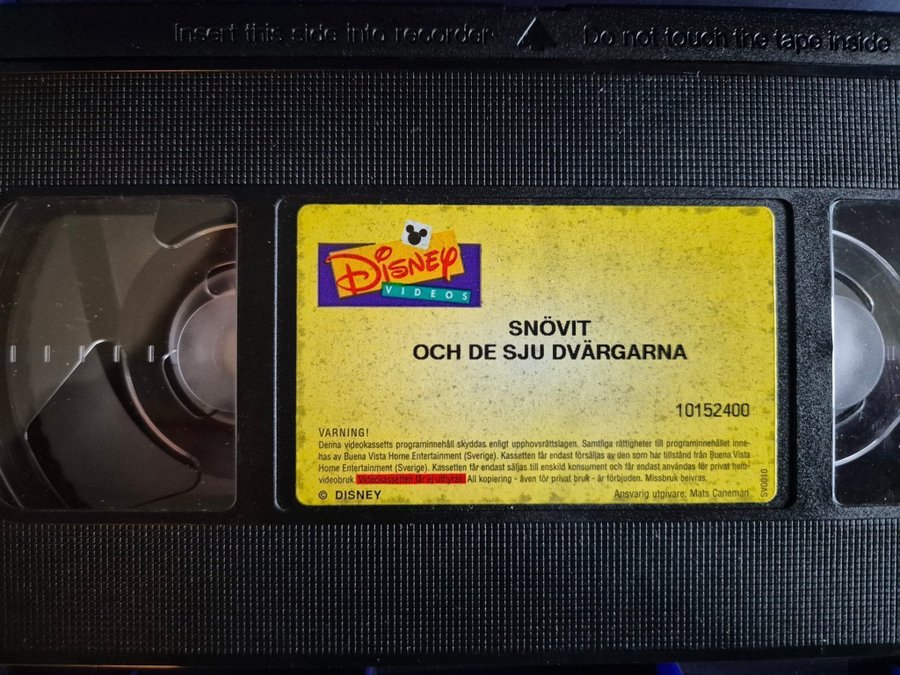 Insert this side into recorder Do not touch the tape inside
DISNEY
VIDEOS
SNÖVIT
OCH DE SJU DVÄRGARNA
10152400
VARNING!
Denna videokassetts programinnehåll skyddas enligt upphovsrättslagen. Samtliga rättigheter till programinnehållet inne-
has av Buena Vista Home Entertainment (Sverige). Kassetten får endast försäljas av den som har tillstånd från Buena Vista
Home Entertainment (Sverige). Kassetten får endast säljas till enskild konsument och får endast användas för privat hem-
videobruk. Videokassetten får ej uthyras. All kopiering - även för privat bruk - är förbjuden. Missbruk beivras.
© DISNEY
Ansvarig utgivare: Mats Caneman
SVG010